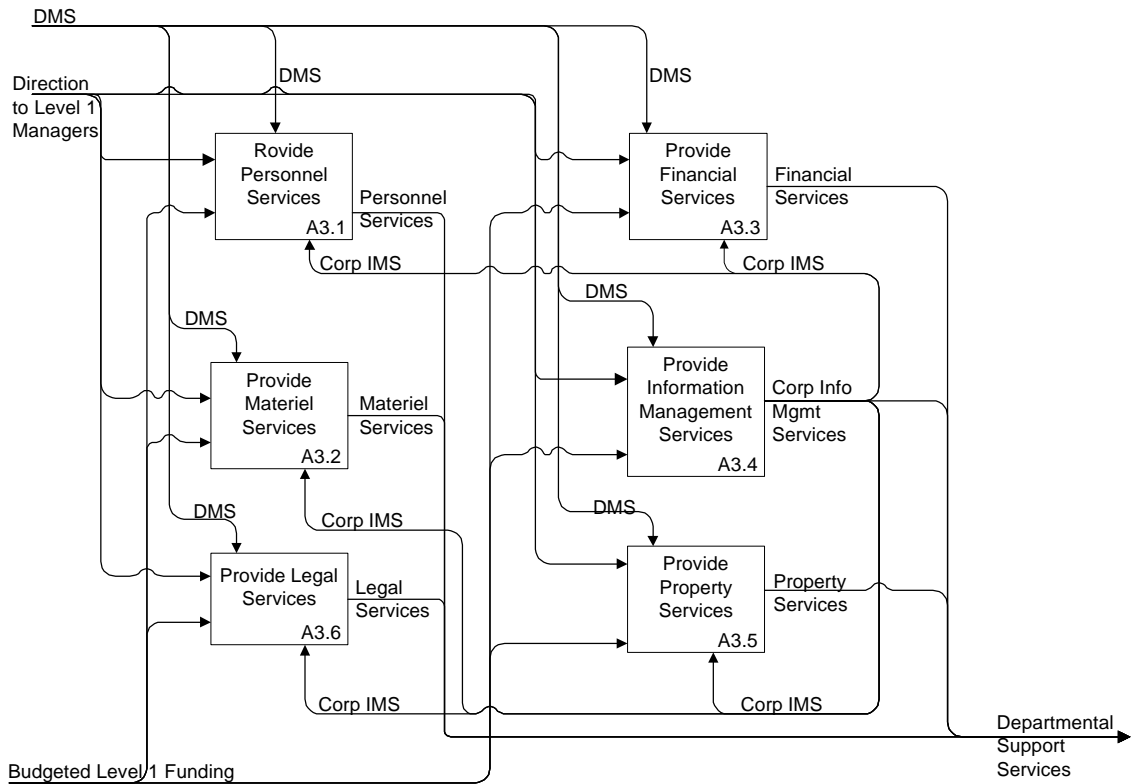 DMS
DMS
DMS
Direction
to Level 1
Managers
Rovide
Personnel
Services
A3.1
Personnel
Services
Provide
Financial
Services
A3.3
Financial
Services
Corp IMS
Corp IMS
DMS
DMS
Provide
Materiel
Services
A3.2
Materiel
Services
Provide
Information
Management
Services
A3.4
Corp Info
Mgmt
Services
DMS
Corp IMS
DMS
Provide Legal
Services
A3.6
Legal
Services
Provide
Property
Services
A3.5
Property
Services
Corp IMS
Corp IMS
Departmental
Support
Services
Budgeted Level 1 Funding